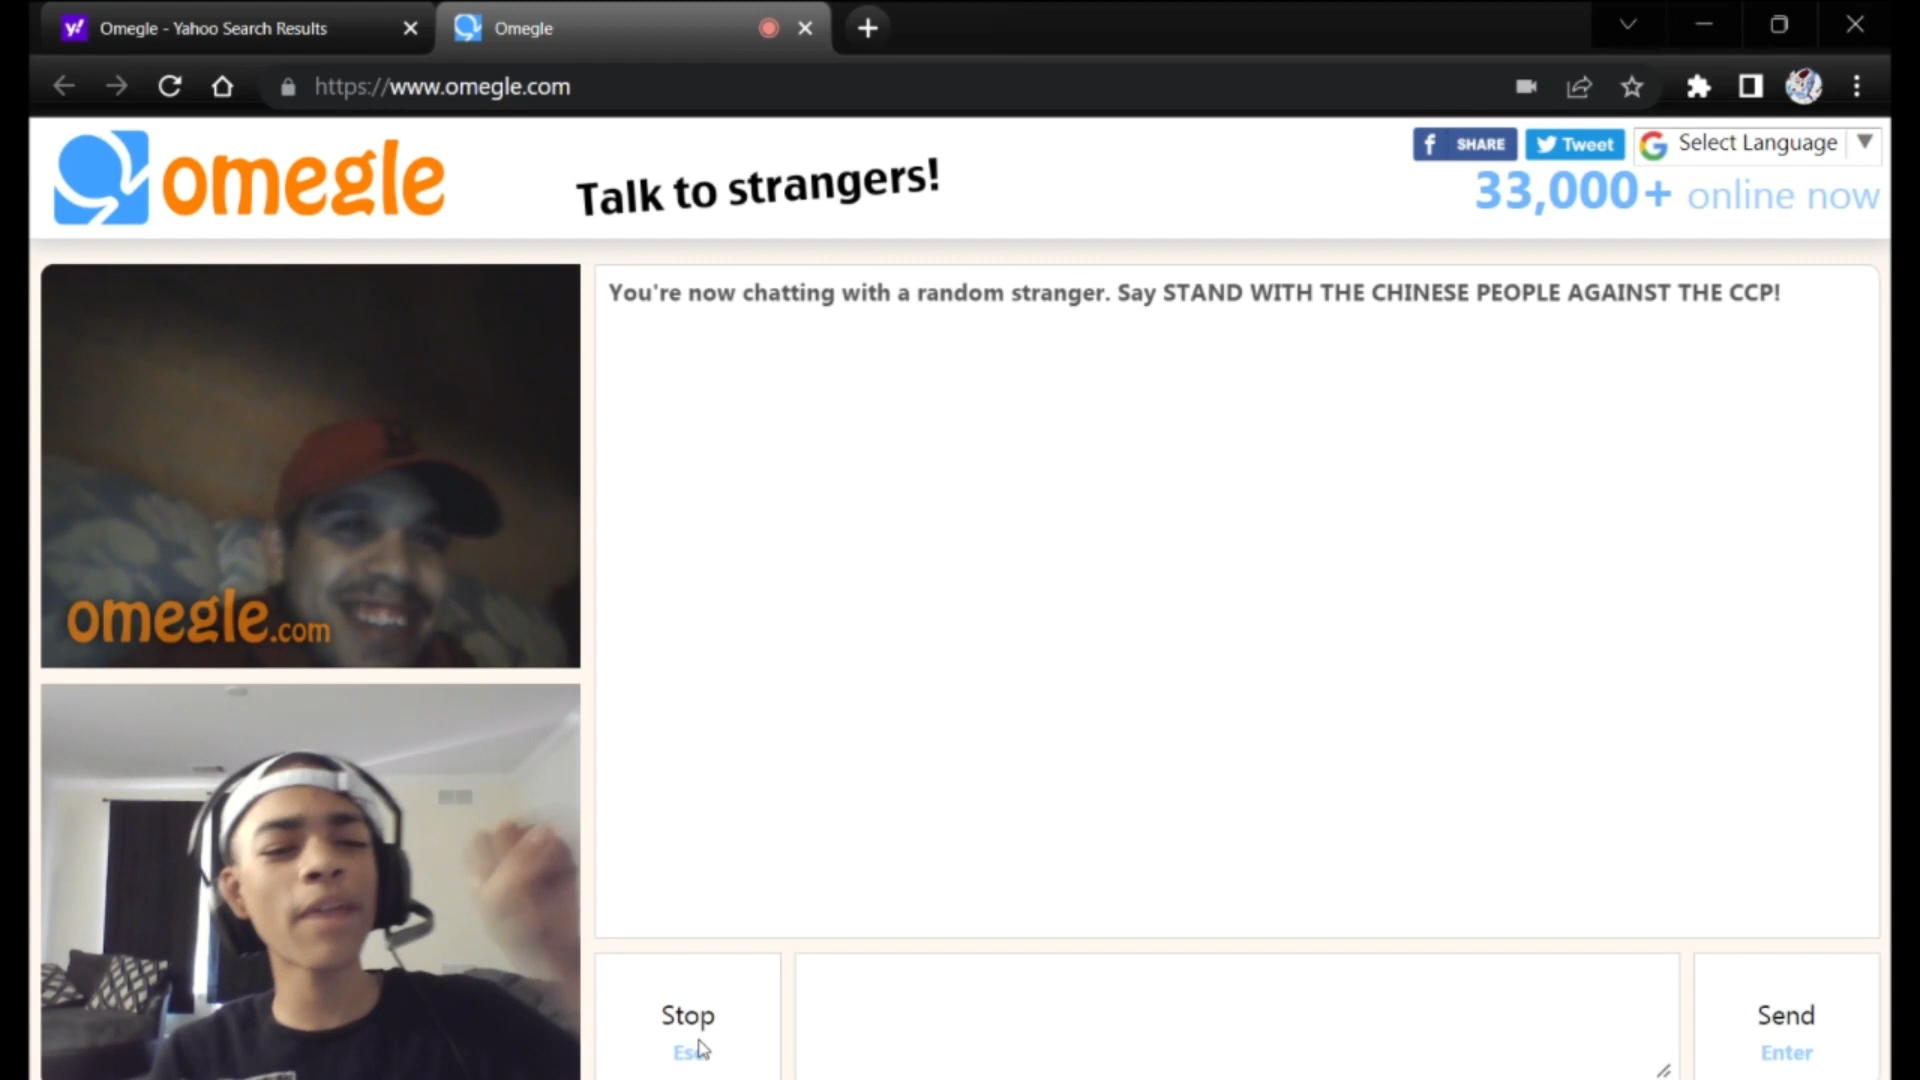 Omegle - Yahoo Search Results
Omegle
https://www.omegle.com
omegle
Talk to strangers!
f SHARE
Tweet
G Select Language
33,000+ online now
You're now chatting with a random stranger. Say STAND WITH THE CHINESE PEOPLE AGAINST THE CCP!
omegle.com
Stop
Send
Enter